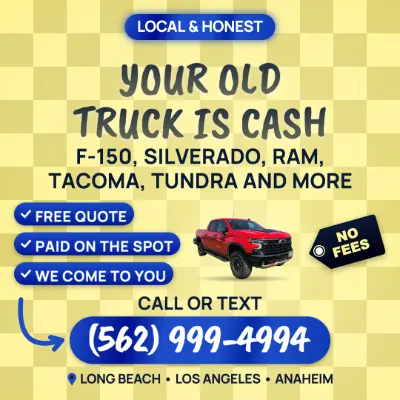 LOCAL & HONEST
YOUR OLD
TRUCK IS CASH
F-150, SILVERADO, RAM,
TACOMA, TUNDRA AND MORE
FREE QUOTE
PAID ON THE SPOT
WE COME TO YOU
NO
FEES
CALL OR TEXT
(562) 999-4994
LONG BEACH • LOS ANGELES • ANAHEIM